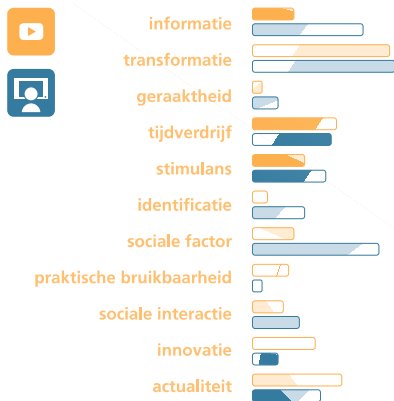 informatie
transformatie
geraaktheid
tijdverdrijf
stimulans
identificatie
sociale factor
praktische bruikbaarheid
sociale interactie
innovatie
actualiteit